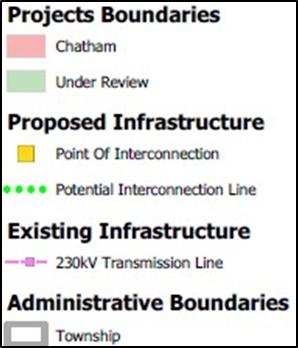 Projects Boundaries
Chatham
Under Review
Proposed Infrastructure
Point Of Interconnection
Potential Interconnection Line
Existing Infrastructure
230kV Transmission Line
Administrative Boundaries
Township